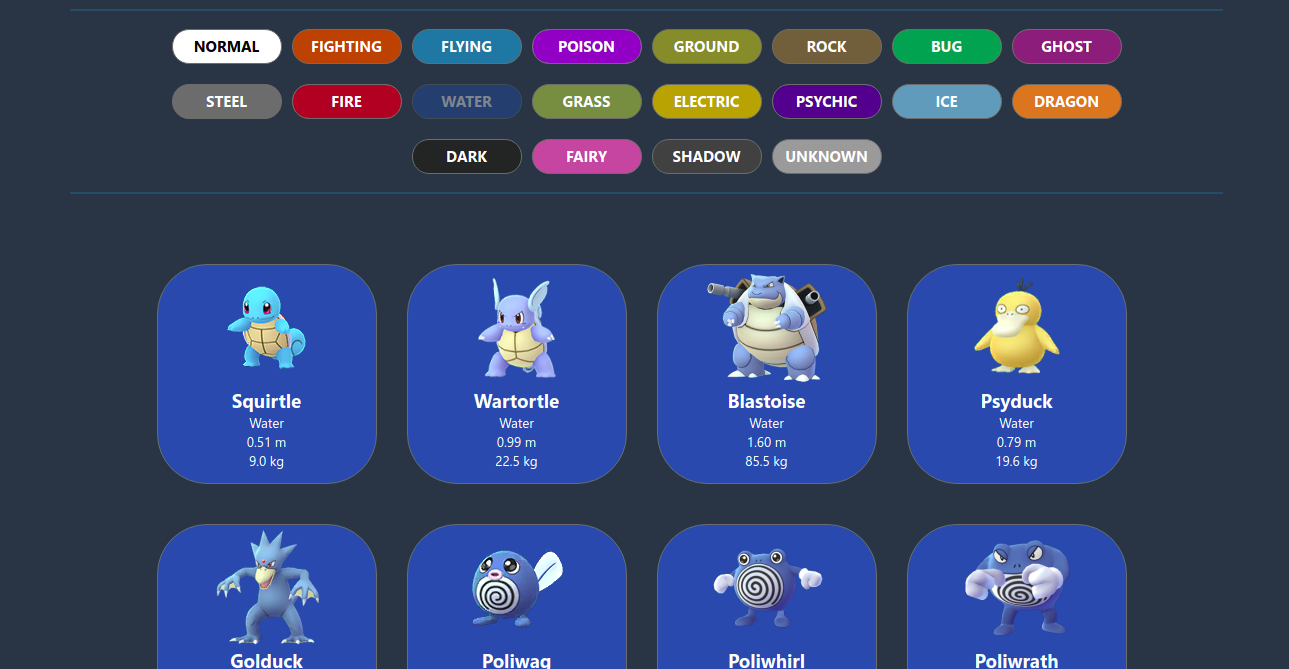 NORMAL FIGHTING FLYING POISON GROUND ROCK BUG GHOST
STEEL FIRE WATER GRASS ELECTRIC PSYCHIC ICE DRAGON
DARK FAIRY SHADOW UNKNOWN
Squirtle Wartortle Blastoise Psyduck
Water Water Water Water
0.51 m 0.99 m 1.60 m 0.79 m
9.0 kg 22.5 kg 85.5 kg 19.6 kg
Golduck Poliwag Poliwhirl Poliwrath